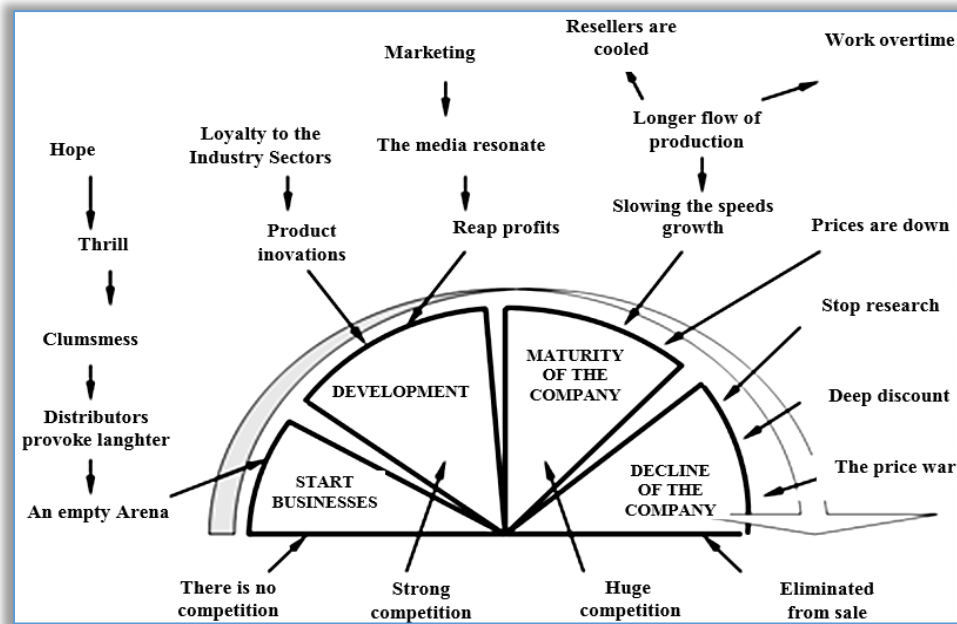 Resellers are
cooled
Work overtime
Marketing
Longer flow of
production
Loyalty to the
Industry Sectors
The media resonate
Hope
Slowing the speeds
growth
Product
inovations
Reap profits
Prices are down
Thrill
Stop research
Clumsmess
MATURITY
OF THE
COMPANY
DEVELOPMENT
Deep discount
Distributors
provoke langhter
The price war
START
BUSINESSES
DECLINE
OF THE
COMPANY
An empty Arena
There is no
competition
Strong
competition
Huge
competition
Eliminated
from sale